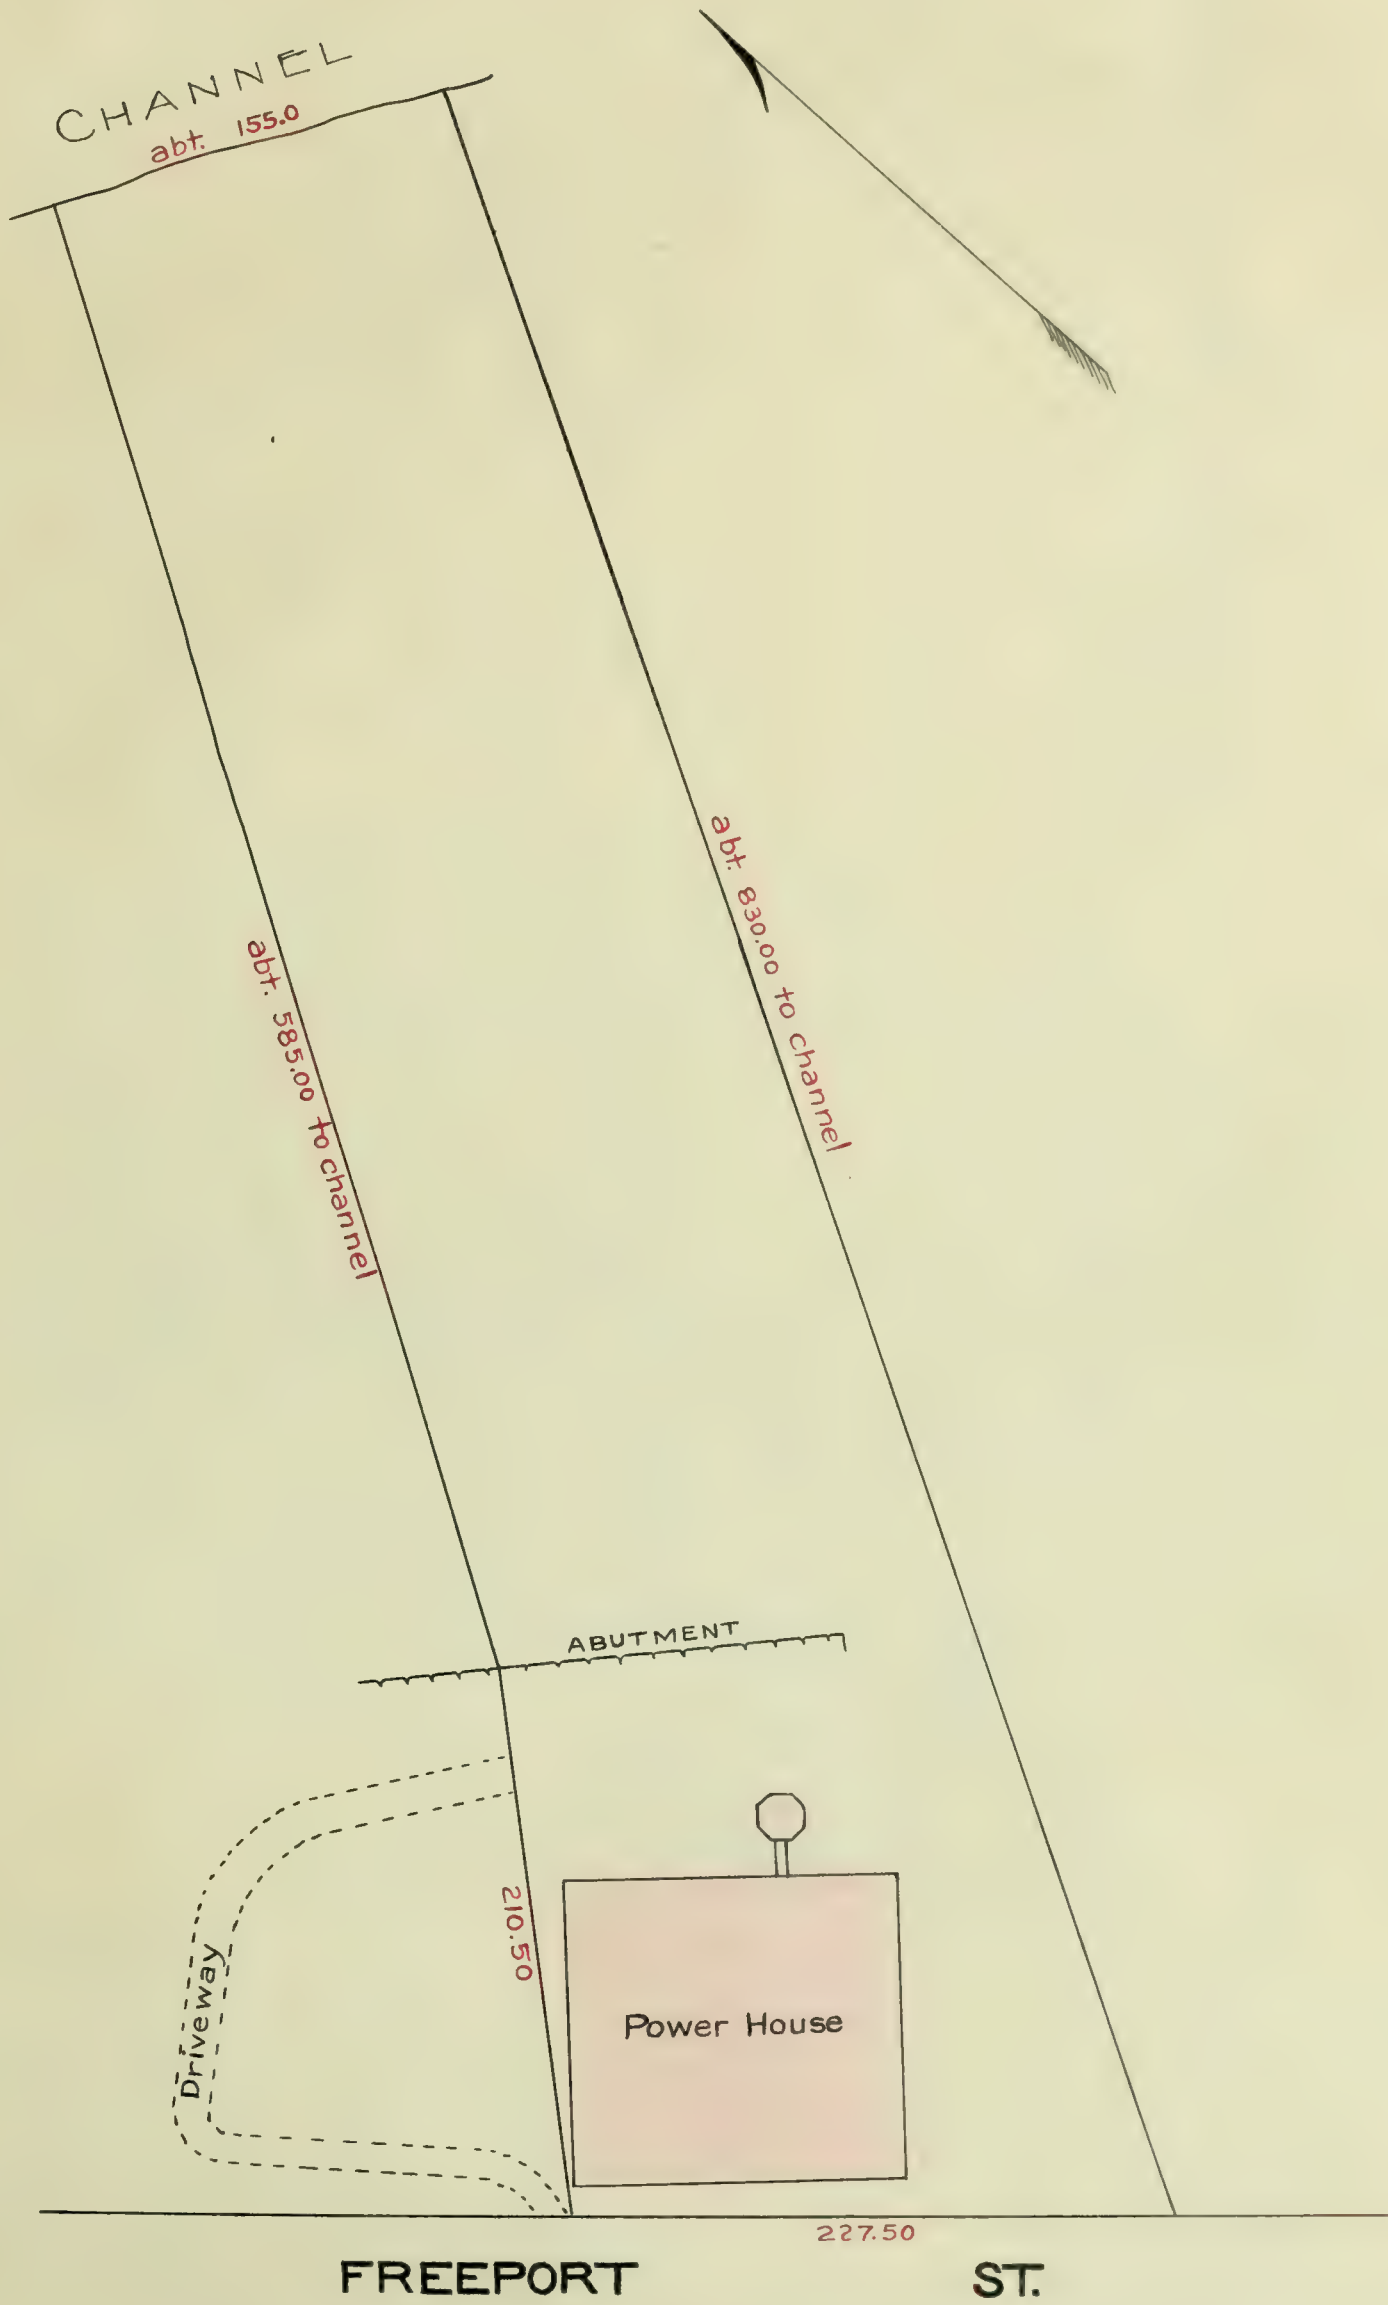 CHANNEL
abt. 155.0
abt. 830.00 to channel
abt. 585.00 to channel
ABUTMENT
210.50
Driveway
Power House
227.50
FREEPORT ST.